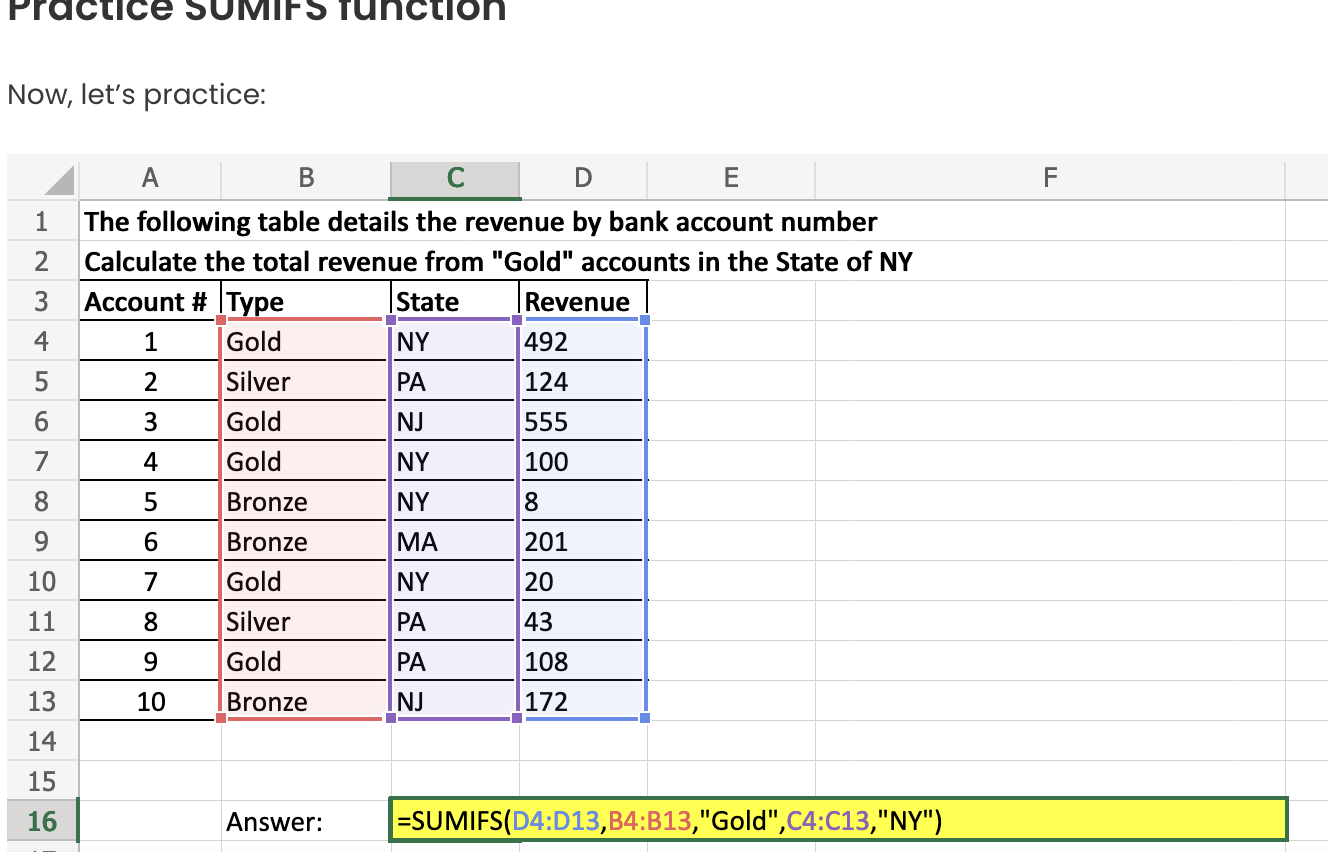 Practice SUMIFS function
Now, let’s practice:
A B C D E F
1 The following table details the revenue by bank account number
2 Calculate the total revenue from "Gold" accounts in the State of NY
3 Account # Type State Revenue
4 1 Gold NY 492
5 2 Silver PA 124
6 3 Gold NJ 555
7 4 Gold NY 100
8 5 Bronze NY 8
9 6 Bronze MA 201
10 7 Gold NY 20
11 8 Silver PA 43
12 9 Gold PA 108
13 10 Bronze NJ 172
14
15
16 Answer: =SUMIFS(D4:D13,B4:B13,"Gold",C4:C13,"NY")